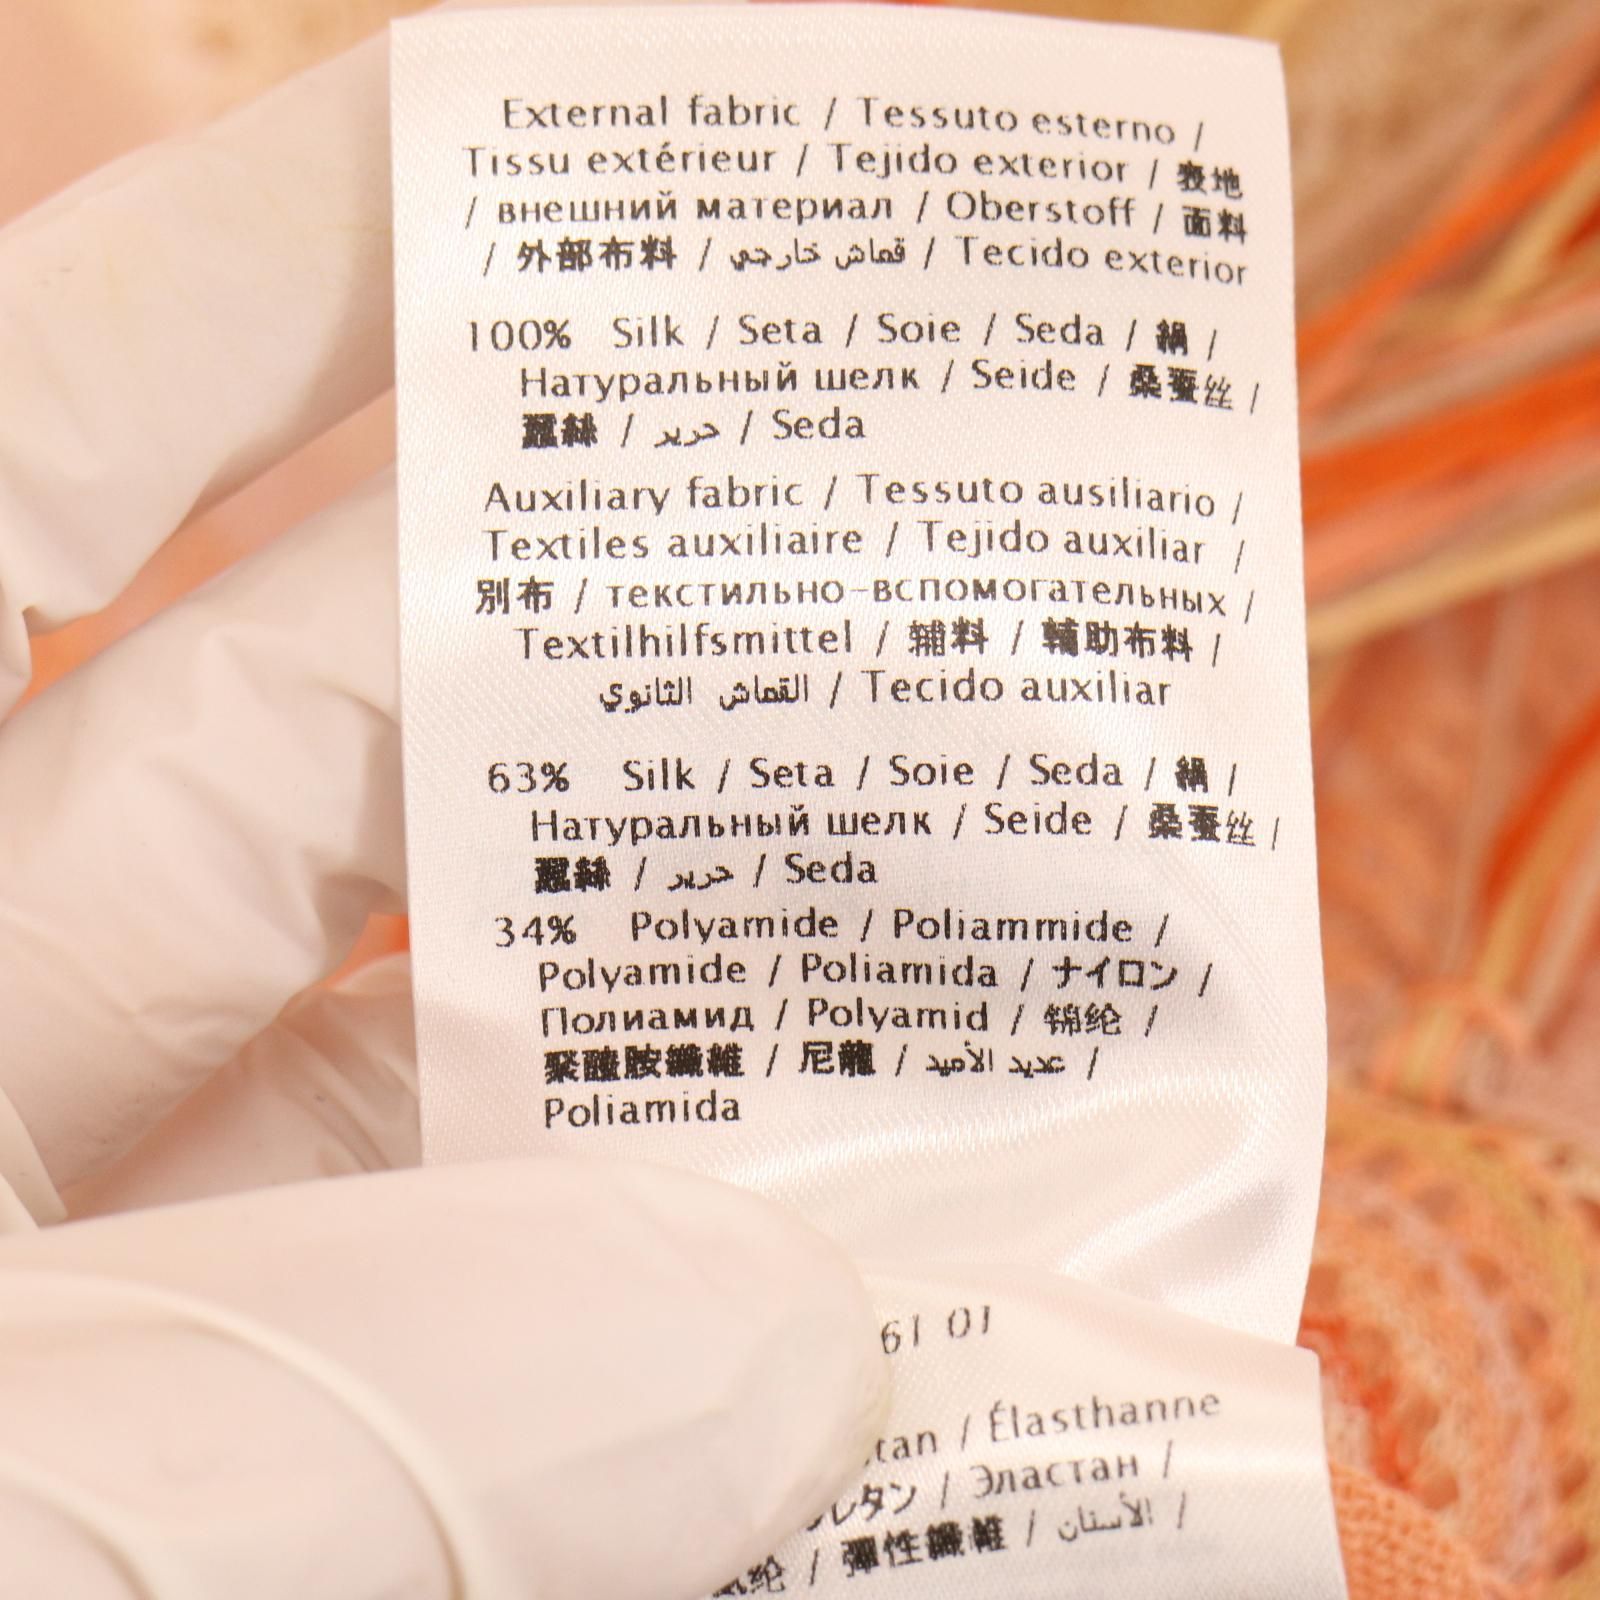 External fabric / Tessuto esterno /
Tissu extérieur / Tejido exterior / 表地
/ внешний материал / Oberstoff / 面料
/ 外部布料 / قماش خارجي / Tecido exterior
100% Silk / Seta / Soie / Seda / 絹 /
Натуральный шелк / Seide / 桑蚕丝 /
蠶絲 / حرير / Seda
Auxiliary fabric / Tessuto ausiliario /
Textiles auxiliaire / Tejido auxiliar /
別布 / текстильно-вспомогательных /
Textilhilfsmittel / 辅料 / 輔助布料 /
القماش الثانوي / Tecido auxiliar
63% Silk / Seta / Soie / Seda / 絹 /
Натуральный шелк / Seide / 桑蚕丝 /
蠶絲 / حرير / Seda
34% Polyamide / Poliammide /
Polyamide / Poliamida / ナイロン /
Полиамид / Polyamid / 锦纶 /
聚醯胺纖維 / 尼龍 / عديد الأميد /
Poliamida
61 01
/ Élasthanne
/ Эластан /
/ 彈性纖維 / الأستان /